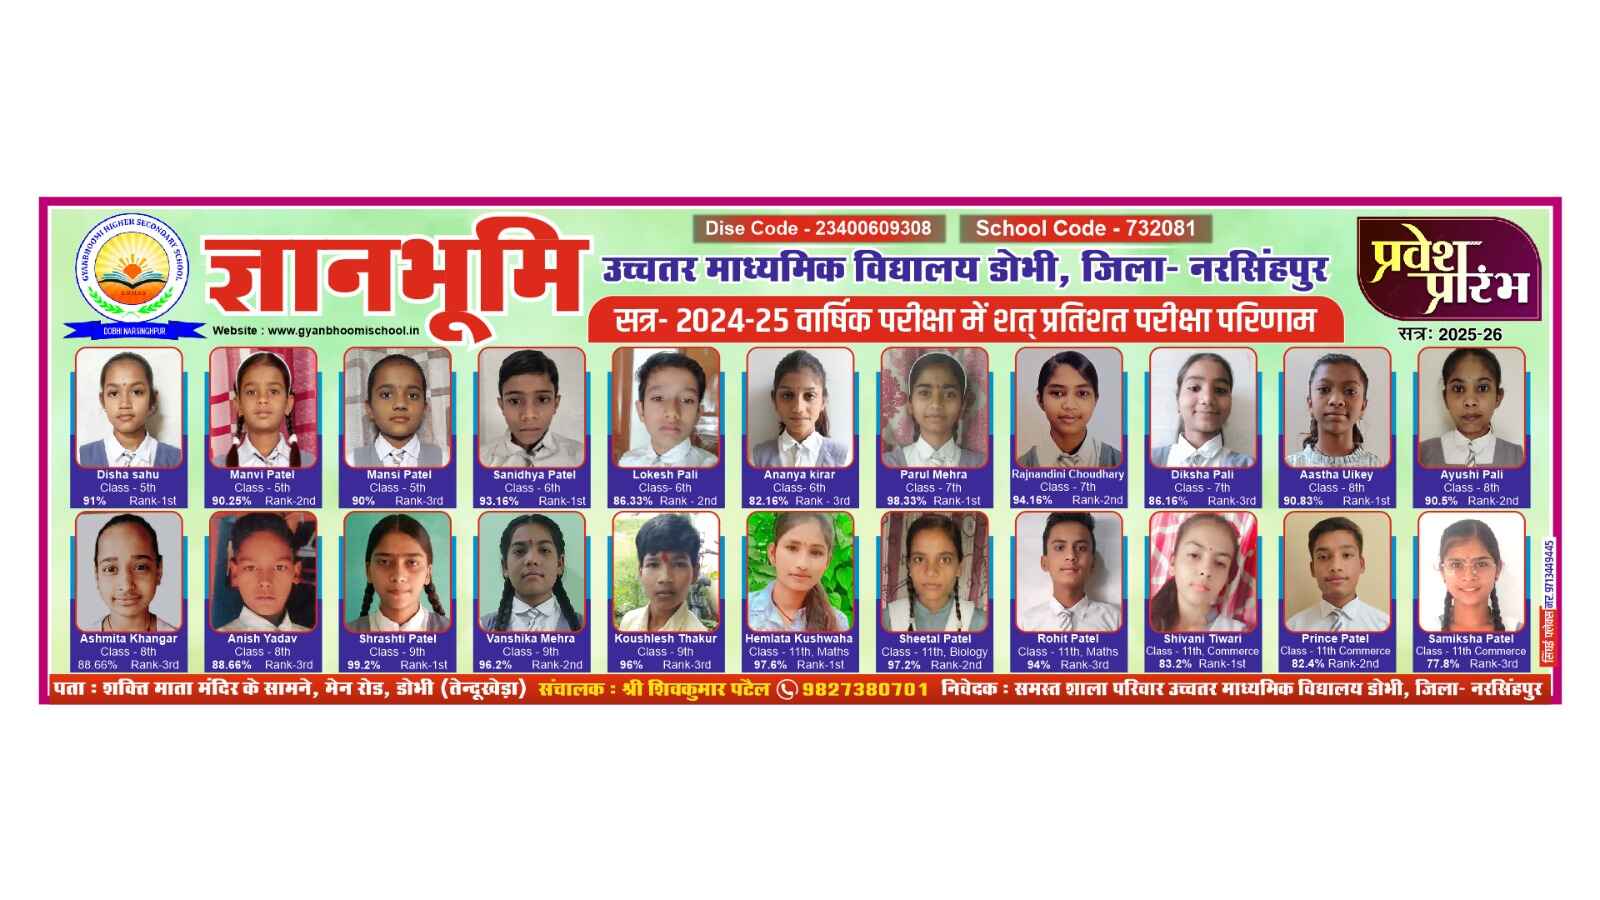 GYANBHOOMI HIGHER SECONDARY SCHOOL
DOBHI NARSINGHPUR
ज्ञानभूमि
Website : www.gyanbhoomischool.in
Dise Code - 23400609308
School Code - 732081
उच्चतर माध्यमिक विद्यालय डोभी, जिला- नरसिंहपुर
सत्र- 2024-25 वार्षिक परीक्षा में शत् प्रतिशत परीक्षा परिणाम
प्रवेश
प्रारंभ
सत्र: 2025-26
Disha sahu
Class - 5th
91% Rank-1st
Manvi Patel
Class - 5th
90.25% Rank-2nd
Mansi Patel
Class - 5th
90% Rank-3rd
Sanidhya Patel
Class - 6th
93.16% Rank-1st
Lokesh Pali
Class- 6th
86.33% Rank - 2nd
Ananya kirar
Class- 6th
82.16% Rank - 3rd
Parul Mehra
Class - 7th
98.33% Rank-1st
Rajnandini Choudhary
Class - 7th
94.16% Rank-2nd
Diksha Pali
Class - 7th
86.16% Rank-3rd
Aastha Uikey
Class - 8th
90.83% Rank-1st
Ayushi Pali
Class - 8th
90.5% Rank-2nd
Ashmita Khangar
Class - 8th
88.66% Rank-3rd
Anish Yadav
Class - 8th
88.66% Rank-3rd
Shrashti Patel
Class - 9th
99.2% Rank-1st
Vanshika Mehra
Class - 9th
96.2% Rank-2nd
Koushlesh Thakur
Class - 9th
96% Rank-3rd
Hemlata Kushwaha
Class - 11th, Maths
97.6% Rank-1st
Sheetal Patel
Class - 11th, Biology
97.2% Rank-2nd
Rohit Patel
Class - 11th, Maths
94% Rank-3rd
Shivani Tiwari
Class - 11th, Commerce
83.2% Rank-1st
Prince Patel
Class - 11th Commerce
82.4% Rank-2nd
Samiksha Patel
Class - 11th Commerce
77.8% Rank-3rd
पता : शक्ति माता मंदिर के सामने, मेन रोड, डोभी (तेन्दूखेड़ा) संचालक : श्री शिवकुमार पटैल 9827380701 निवेदक : समस्त शाला परिवार उच्चतर माध्यमिक विद्यालय डोभी, जिला- नरसिंहपुर
फ्लेक्स 9713449445